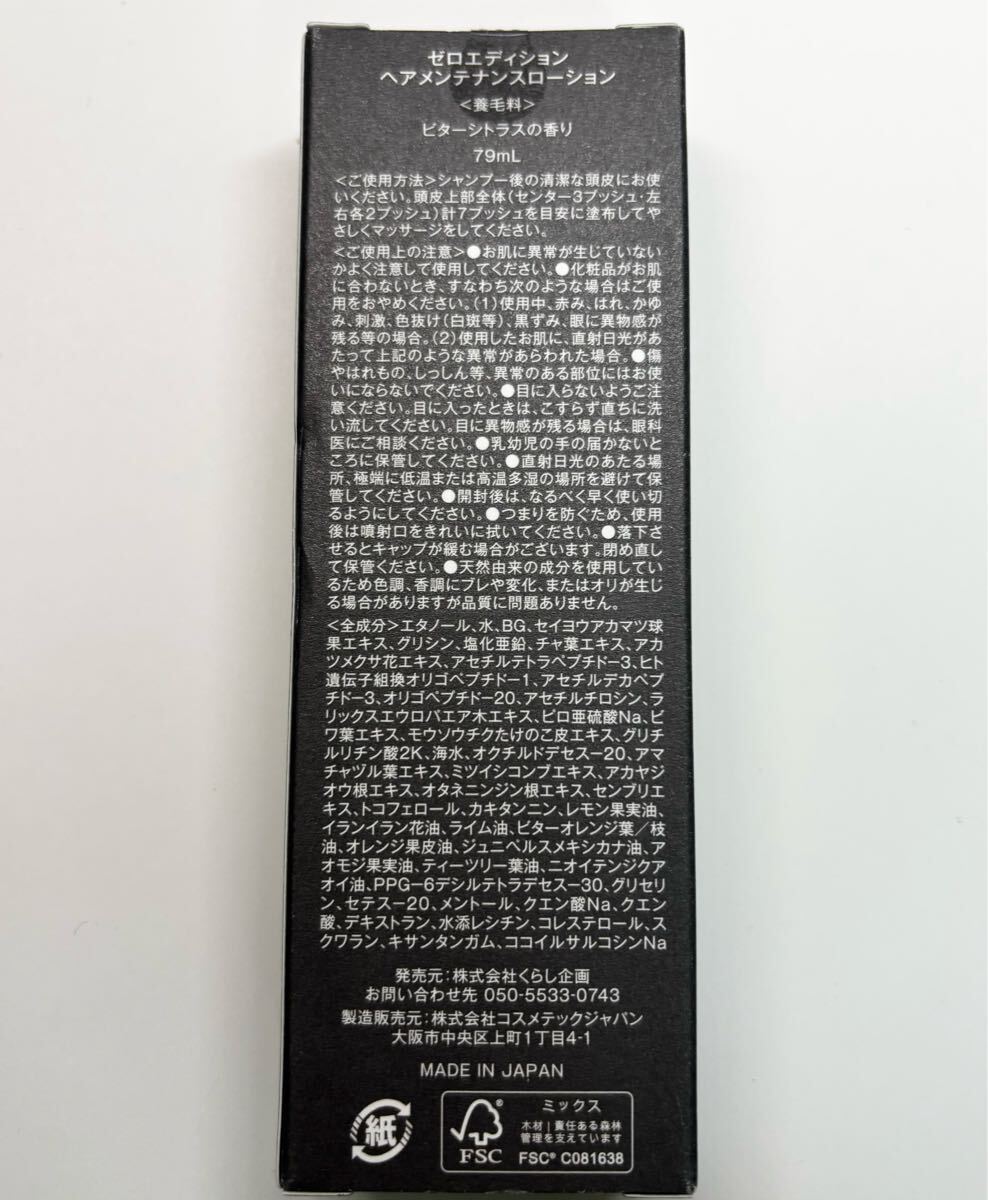 ゼロエディション
ヘアメンテナンスローション
<養毛料>
ビターシトラスの香り
79mL
<ご使用方法>シャンプー後の清潔な頭皮にお使
いください。頭皮上部全体(センター3プッシュ・左
右各2プッシュ)計7プッシュを目安に塗布してや
さしくマッサージをしてください。
<ご使用上の注意>●お肌に異常が生じていない
かよく注意して使用してください。●化粧品がお肌
に合わないとき、すなわち次のような場合はご使
用をおやめください。(1)使用中、赤み、はれ、かゆ
み、刺激、色抜け(白斑等)、黒ずみ、眼に異物感が
残る等の場合。(2)使用したお肌に、直射日光があ
たって上記のような異常があらわれた場合。●傷
やはれもの、しっしん等、異常のある部位にはお使
いにならないでください。●目に入らないようご注
意ください。目に入ったときは、こすらず直ちに洗
い流してください。目に異物感が残る場合は、眼科
医にご相談ください。●乳幼児の手の届かないと
ころに保管してください。●直射日光のあたる場
所、極端に低温または高温多湿の場所を避けて保
管してください。●開封後は、なるべく早く使い切
るようにしてください。●つまりを防ぐため、使用
後は噴射口をきれいに拭いてください。●落下さ
せるとキャップが緩む場合がございます。閉め直し
て保管ください。●天然由来の成分を使用してい
るため色調、香調にブレや変化、またはオリが生じ
る場合がありますが品質に問題ありません。
<全成分>エタノール、水、BG、セイヨウアカマツ球
果エキス、グリシン、塩化亜鉛、チャ葉エキス、アカ
ツメクサ花エキス、アセチルテトラペプチド-3、ヒト
遺伝子組換オリゴペプチド-1、アセチルデカペプ
チド-3、オリゴペプチド-20、アセチルチロシン、ラ
リックスエウロパエア木エキス、ピロ亜硫酸Na、ビ
ワ葉エキス、モウソウチクたけのこ皮エキス、グリチ
ルリチン酸2K、海水、オクチルドデセス-20、アマ
チャヅル葉エキス、ミツイシコンブエキス、アカヤジ
オウ根エキス、オタネニンジン根エキス、センブリエ
キス、トコフェロール、カキタンニン、レモン果実油、
イランイラン花油、ライム油、ビターオレンジ葉/枝
油、オレンジ果皮油、ジュニペルスメキシカナ油、ア
オモジ果実油、ティーツリー葉油、ニオイテンジクア
オイ油、PPG-6デシルテトラデセス-30、グリセリ
ン、セテス-20、メントール、クエン酸Na、クエン
酸、デキストラン、水添レシチン、コレステロール、ス
クワラン、キサンタンガム、ココイルサルコシンNa
発売元:株式会社くらし企画
お問い合わせ先 050-5533-0743
製造販売元:株式会社コスメテックジャパン
大阪市中央区上町1丁目4-1
MADE IN JAPAN
紙
FSC
ミックス
木材|責任ある森林
管理を支えています
FSC® C081638